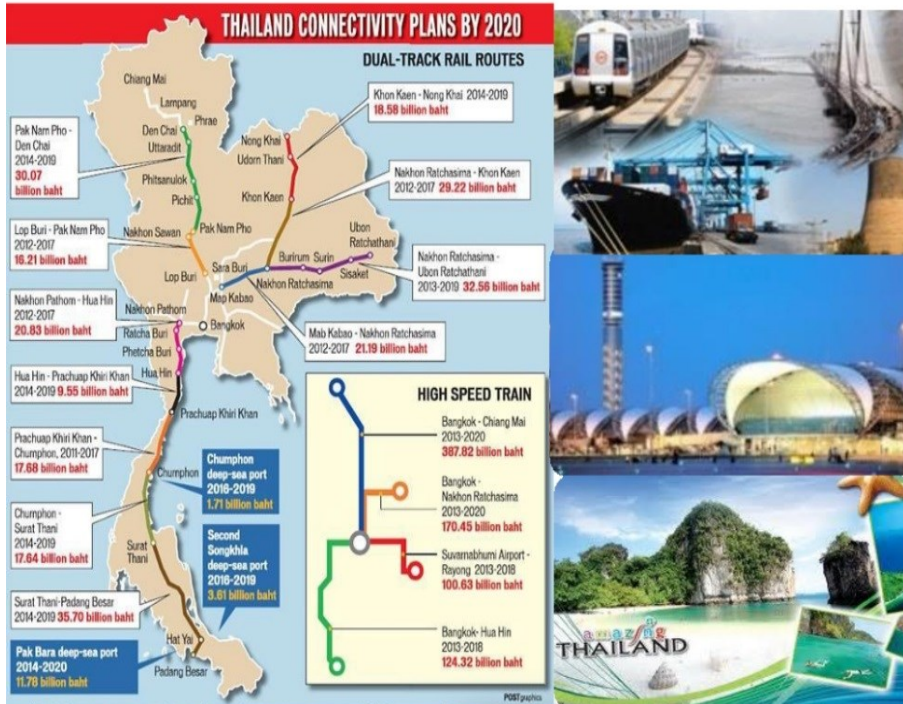 THAILAND CONNECTIVITY PLANS BY 2020
DUAL-TRACK RAIL ROUTES
Chiang Mai
Lampang
Phrae
Den Chai
Uttaradit
Phitsanulok
Pichit
Nakhon Sawan
Pak Nam Pho
Lop Buri
Sara Buri
Map Kabao
Nong Khai
Udorn Thani
Khon Kaen
Burirum
Surin
Ubon
Ratchathani
Sisaket
Nakhon Ratchasima
Nakhon Pathom
Bangkok
Ratcha Buri
Phetcha Buri
Hua Hin
Prachuap Khiri Khan
Chumphon
Surat
Thani
Hat Yai
Padang Besar
Khon Kaen - Nong Khai 2014-2019
18.58 billion baht
Pak Nam Pho -
Den Chai
2014-2019
30.07
billion baht
Nakhon Ratchasima - Khon Kaen
2012-2017 29.22 billion baht
Lop Buri - Pak Nam Pho
2012-2017
16.21 billion baht
Nakhon Ratchasima -
Ubon Ratchathani
2013-2019 32.56 billion baht
Nakhon Pathom - Hua Hin
2012-2017
20.83 billion baht
Mab Kabao - Nakhon Ratchasima
2012-2017 21.19 billion baht
Hua Hin - Prachuap Khiri Khan
2014-2019 9.55 billion baht
Prachuap Khiri Khan -
Chumphon, 2011-2017
17.68 billion baht
Chumphon
deep-sea port
2016-2019
1.71 billion baht
Chumphon -
Surat Thani
2014-2019
17.64 billion baht
Second
Songkhla
deep-sea port
2016-2019
3.61 billion baht
Surat Thani-Padang Besar
2014-2019 35.70 billion baht
Pak Bara deep-sea port
2014-2020
11.78 billion baht
HIGH SPEED TRAIN
Bangkok - Chiang Mai
2013-2020
387.82 billion baht
Bangkok -
Nakhon Ratchasima
2013-2020
170.45 billion baht
Suvarnabhumi Airport -
Rayong 2013-2018
100.63 billion baht
Bangkok- Hua Hin
2013-2018
124.32 billion baht
POSTgraphics
amazing
THAILAND